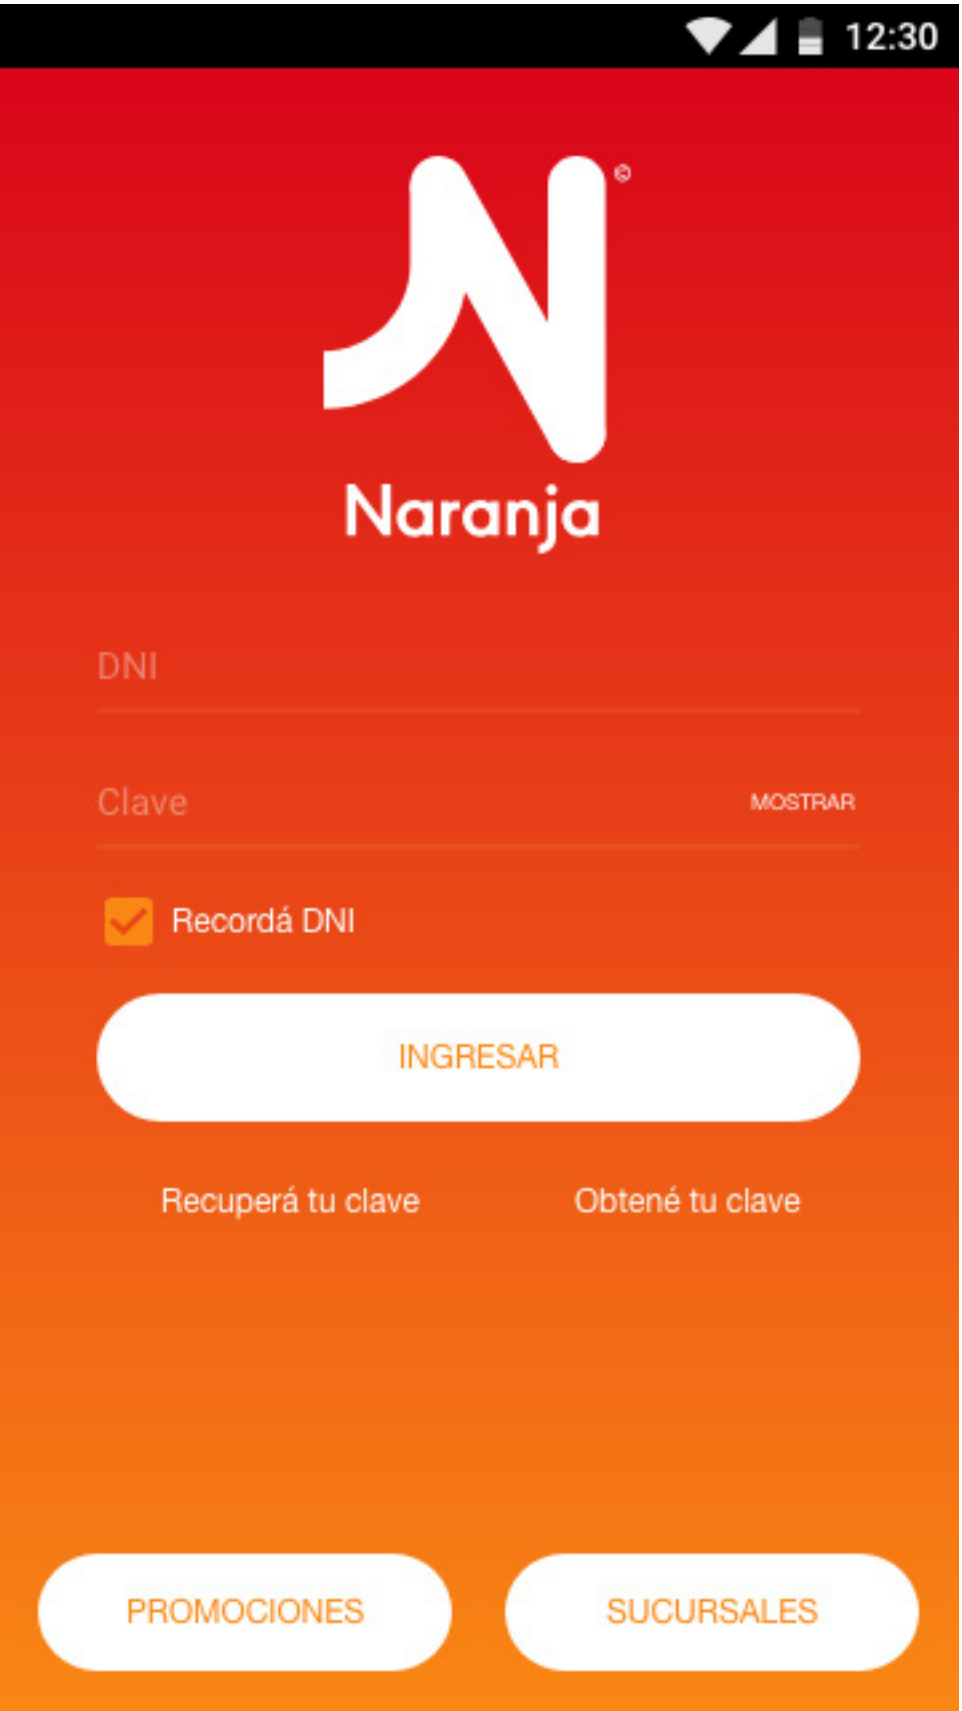 12:30
©
Naranja
DNI
Clave MOSTRAR
Recordá DNI
INGRESAR
Recuperá tu clave Obtené tu clave
PROMOCIONES SUCURSALES